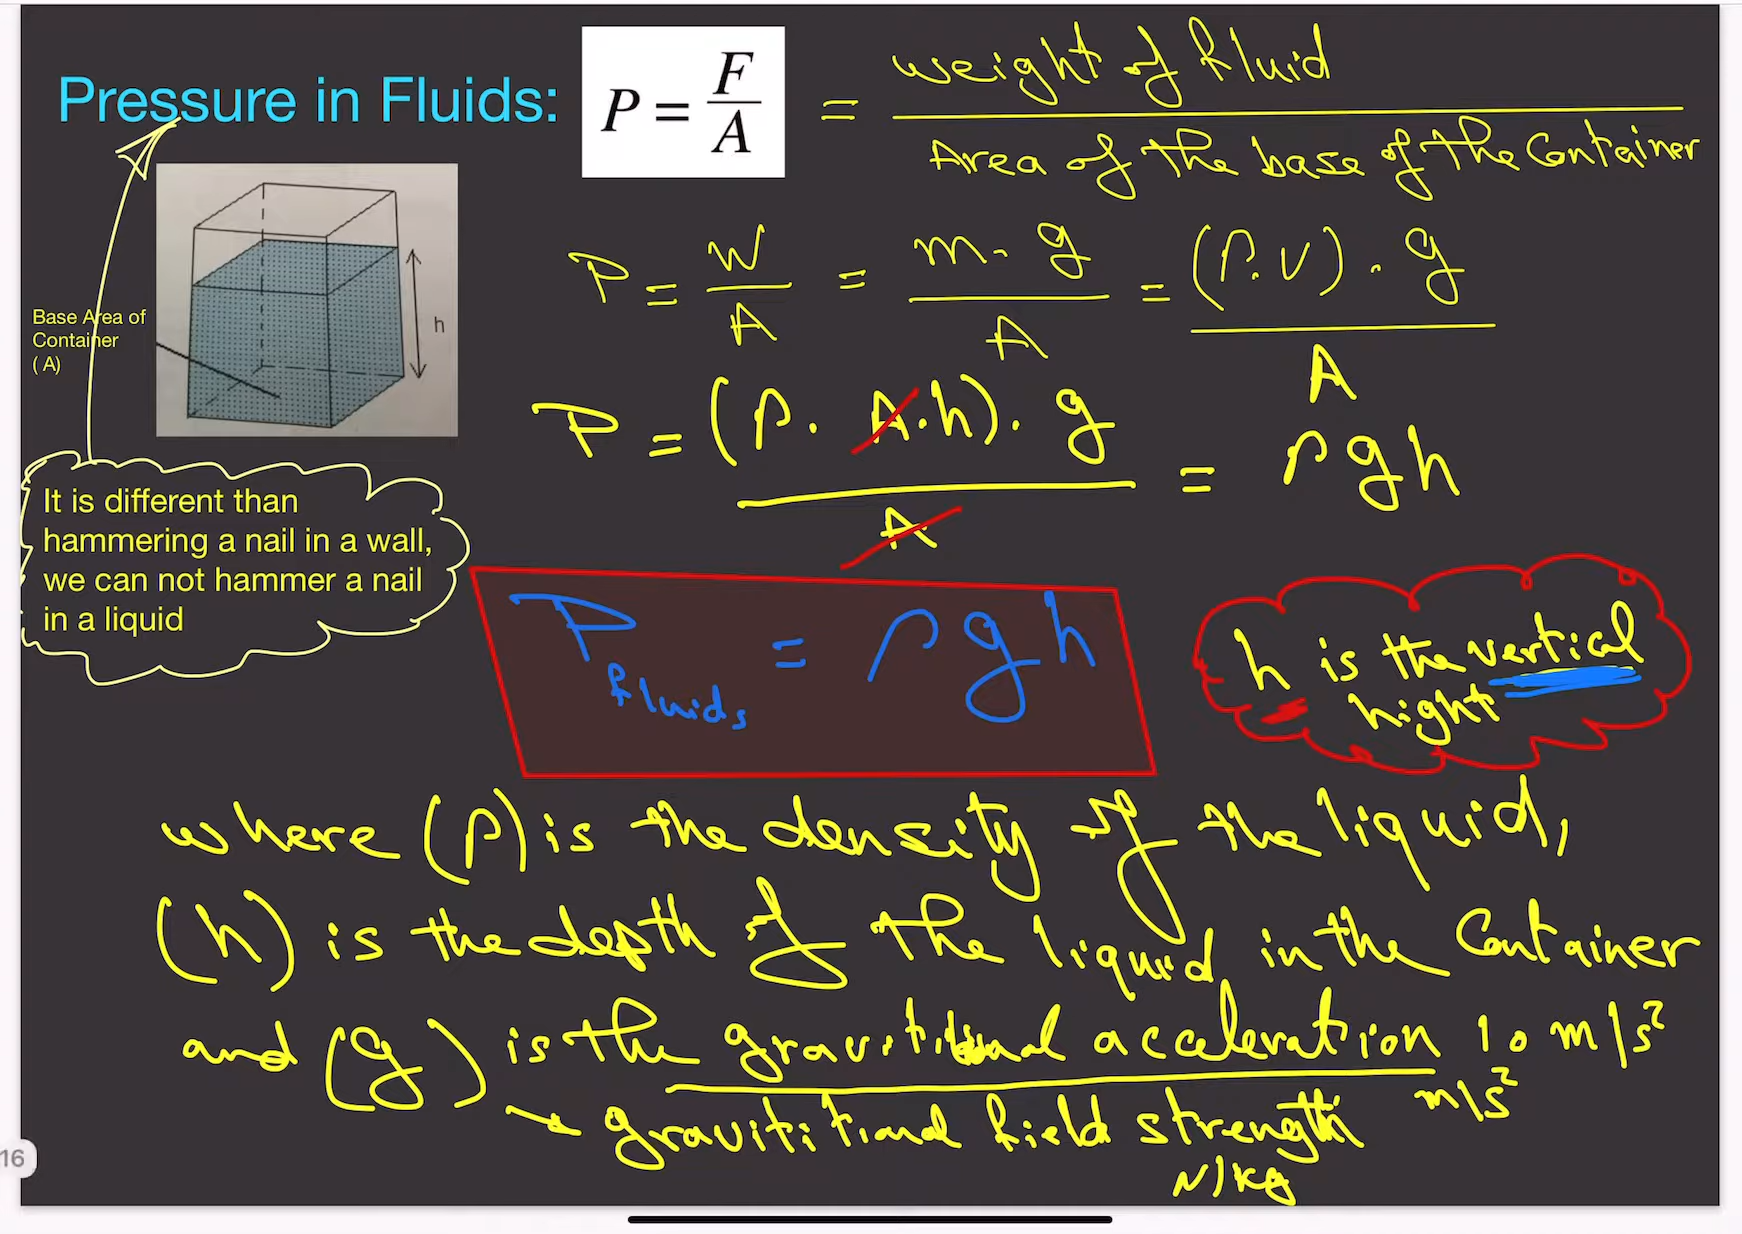 Pressure in Fluids:
P = F/A = weight of fluid / Area of the base of the Container
P = W/A = m. g / A = (ρ.V). g / A
Base Area of
Container
( A)
h
P = (ρ. A.h). g / A = ρgh
It is different than
hammering a nail in a wall,
we can not hammer a nail
in a liquid
P fluids = ρgh
h is the vertical
hight
where (ρ) is the density of the liquid,
(h) is the depth of the liquid in the Container
and (g) is the gravitional acceleration 10 m/s²
gravititional field strength m/s²
N/kg
16